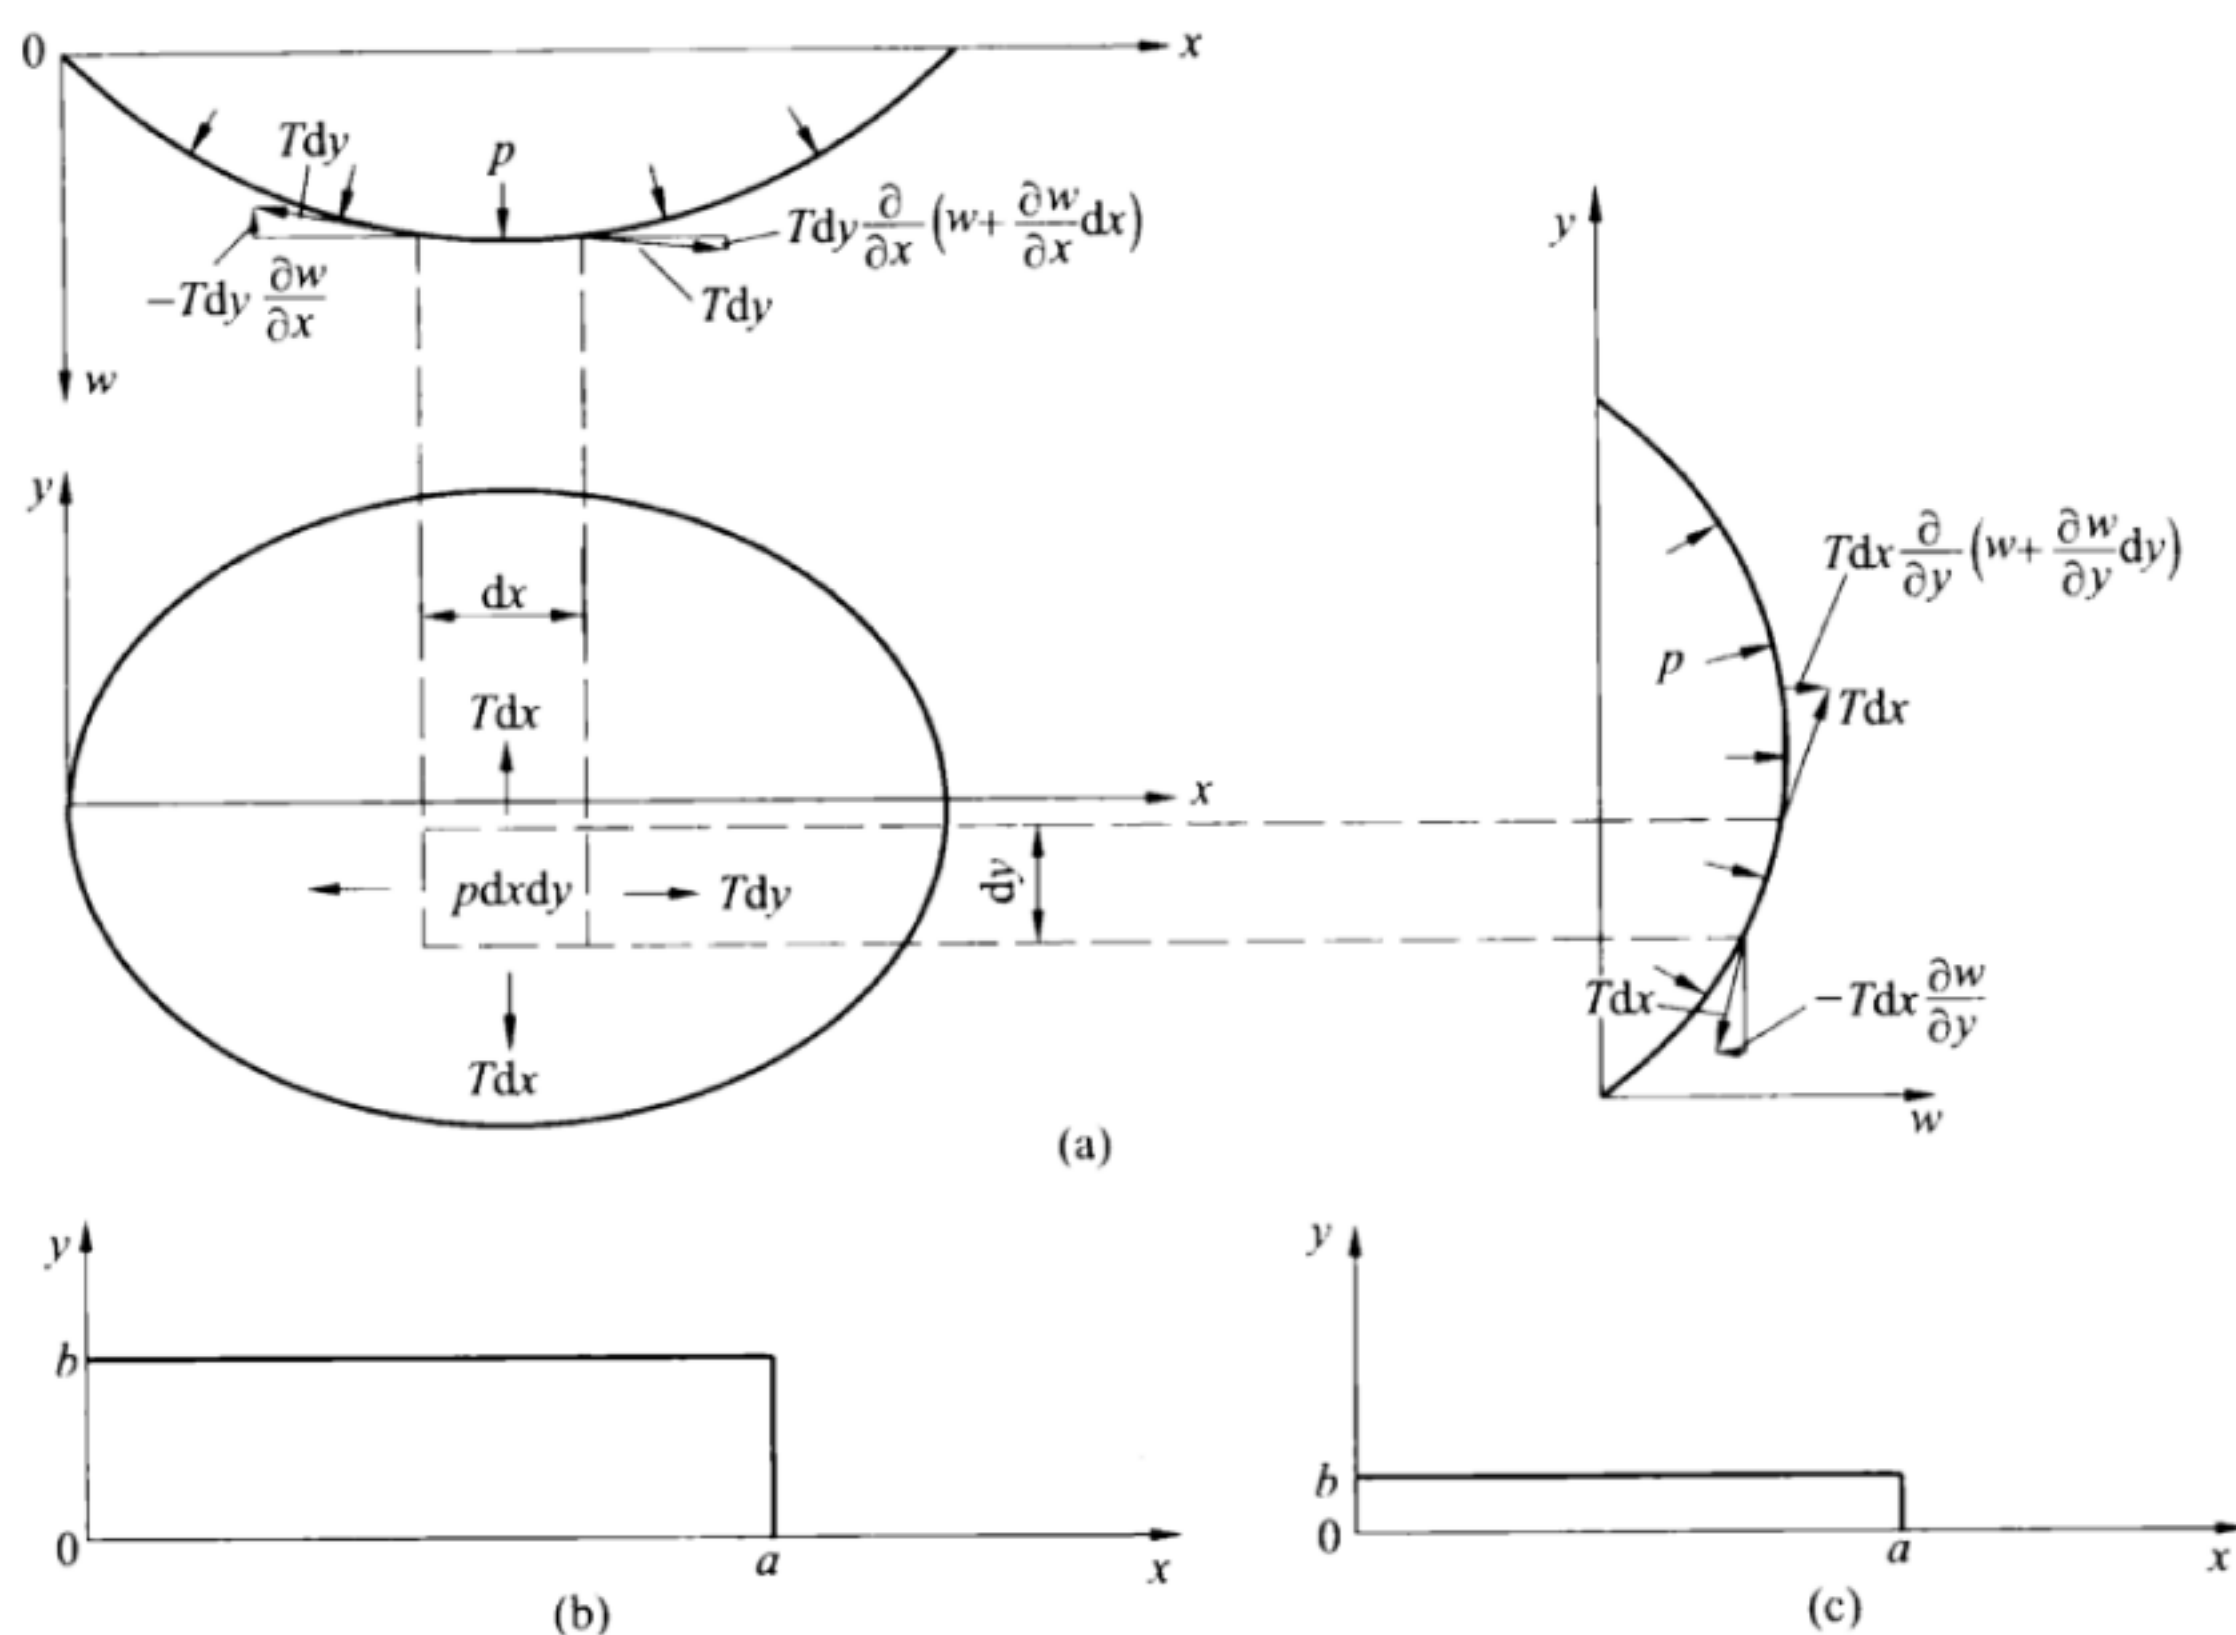 0
x
Tdy
p
Tdy ∂/∂x (w + ∂w/∂x dx)
−Tdy ∂w/∂x
Tdy
w
y
y
Tdx ∂/∂y (w + ∂w/∂y dy)
dx
p
Tdx
Tdx
x
pdxdy
Tdy
dy
Tdx
−Tdx ∂w/∂y
Tdx
w
(a)
y
y
b
b
0
a
x
0
a
x
(b)
(c)